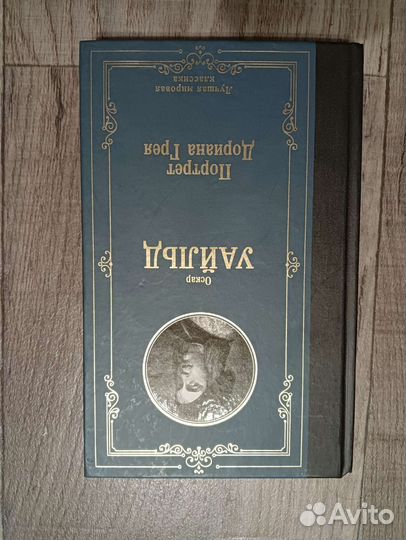 Оскар
УАЙЛЬД
Портрет
Дориана Грея
Лучшая мировая
классика
Avito